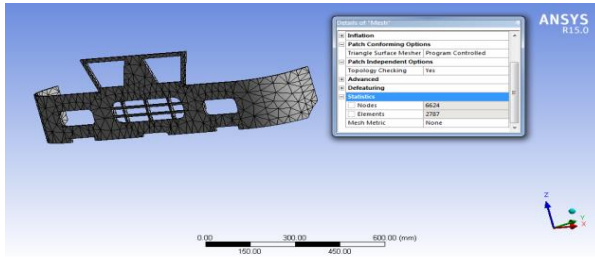 Details of "Mesh"
Inflation
Patch Conforming Options
Triangle Surface Mesher Program Controlled
Patch Independent Options
Topology Checking Yes
Advanced
Defeaturing
Statistics
Nodes 6624
Elements 2787
Mesh Metric None
ANSYS
R15.0
Z
Y
X
0.00 300.00 600.00 (mm)
150.00 450.00